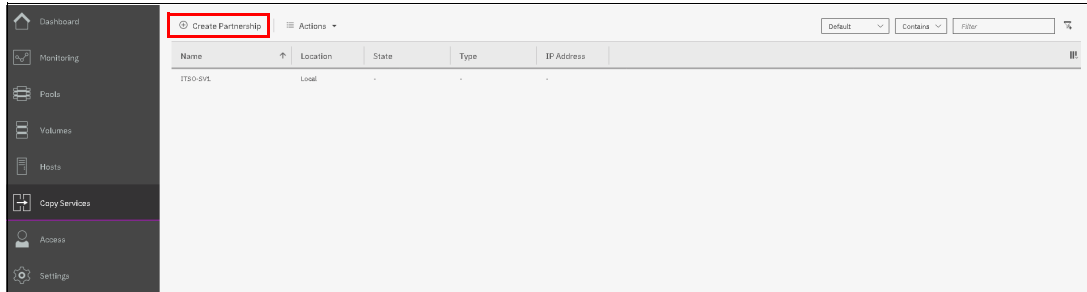 Dashboard
Monitoring
Pools
Volumes
Hosts
Copy Services
Access
Settings
Create Partnership Actions Default Contains Filter
Name Location State Type IP Address
ITSO-SV1 Local - - -